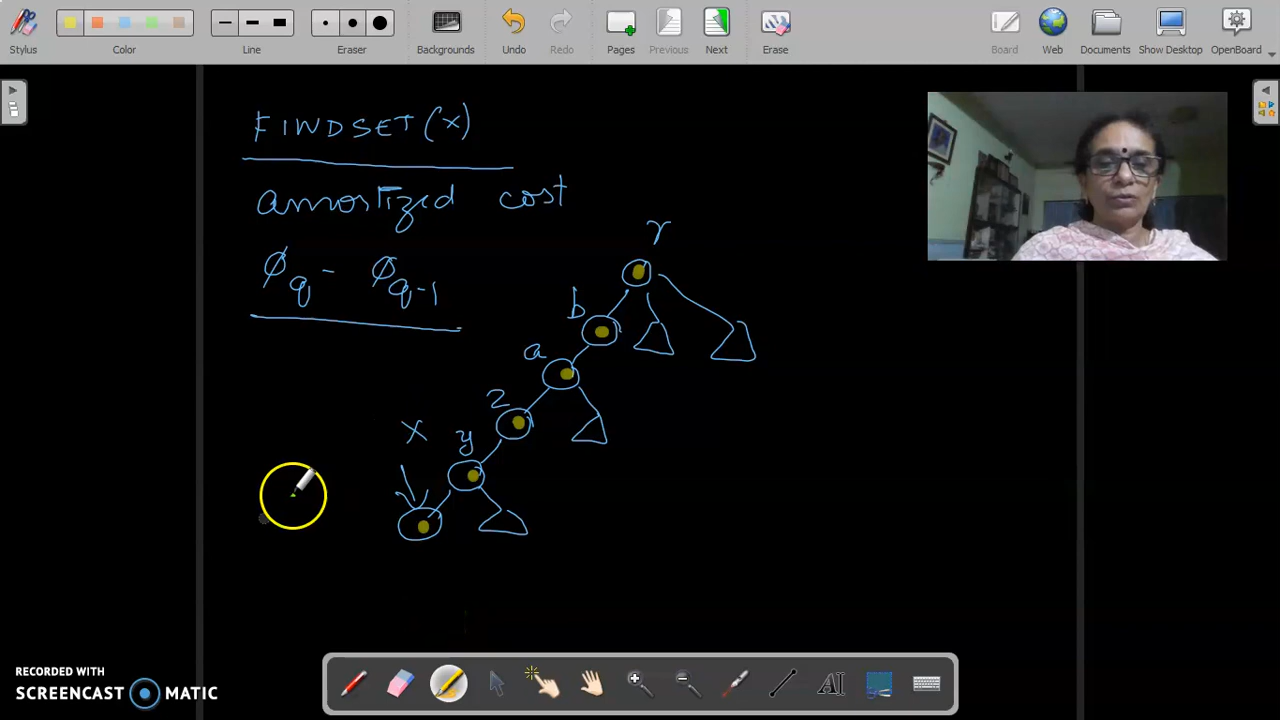 Stylus
Color
Line
Eraser
Backgrounds
Undo
Redo
Pages
Previous
Next
Erase
Board
Web
Documents
Show Desktop
OpenBoard
FINDSET(X)
amortized cost
ϕq - ϕq-1
r
b
a
z
y
X
RECORDED WITH
SCREENCAST MATIC
AI